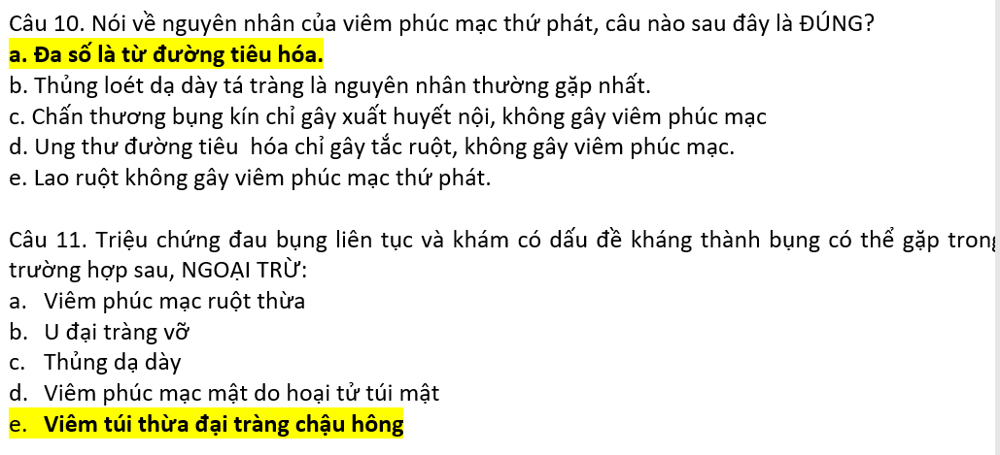 Câu 10. Nói về nguyên nhân của viêm phúc mạc thứ phát, câu nào sau đây là ĐÚNG?
a. Đa số là từ đường tiêu hóa.
b. Thủng loét dạ dày tá tràng là nguyên nhân thường gặp nhất.
c. Chấn thương bụng kín chỉ gây xuất huyết nội, không gây viêm phúc mạc
d. Ung thư đường tiêu  hóa chỉ gây tắc ruột, không gây viêm phúc mạc.
e. Lao ruột không gây viêm phúc mạc thứ phát.
Câu 11. Triệu chứng đau bụng liên tục và khám có dấu đề kháng thành bụng có thể gặp trong
trường hợp sau, NGOẠI TRỪ:
a. Viêm phúc mạc ruột thừa
b. U đại tràng vỡ
c. Thủng dạ dày
d. Viêm phúc mạc mật do hoại tử túi mật
e. Viêm túi thừa đại tràng chậu hông